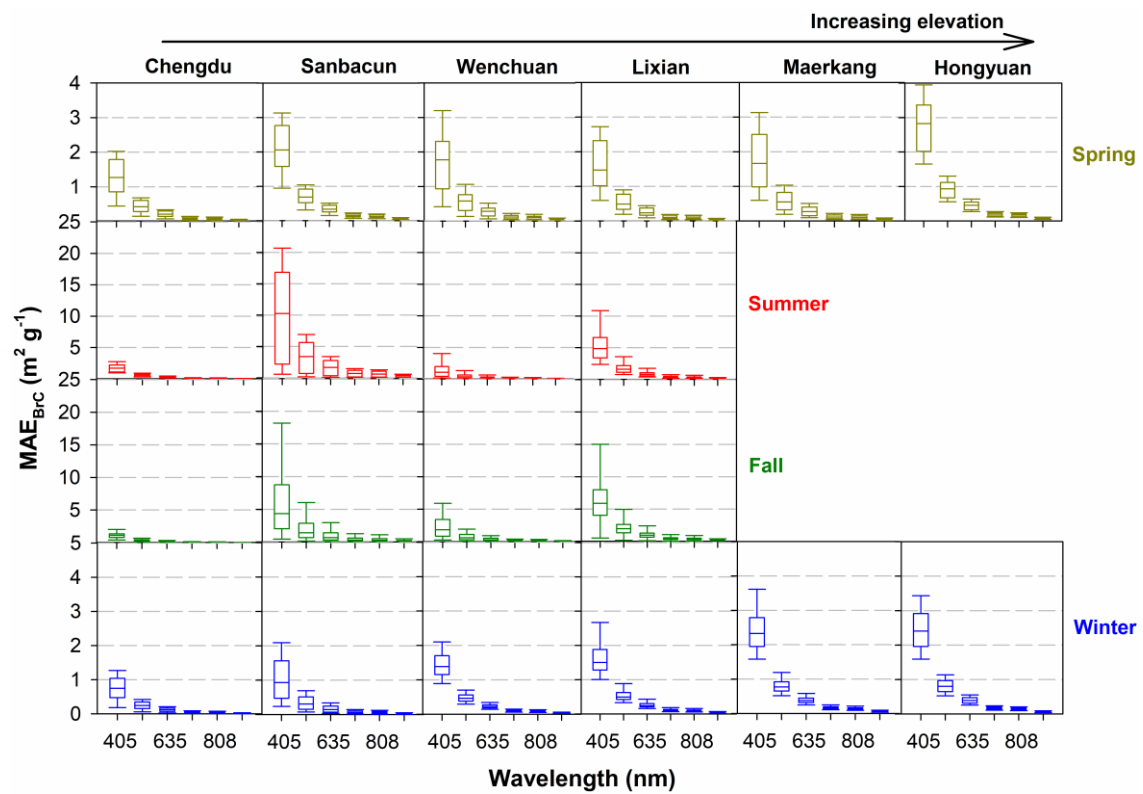 Increasing elevation
Chengdu Sanbacun Wenchuan Lixian Maerkang Hongyuan
4
3
2
1
25
Spring
20
15
10
5
25
Summer
20
15
10
5
5
Fall
4
3
2
1
0
Winter
MAE_BrC (m² g⁻¹)
405 635 808 405 635 808 405 635 808 405 635 808 405 635 808 405 635 808
Wavelength (nm)